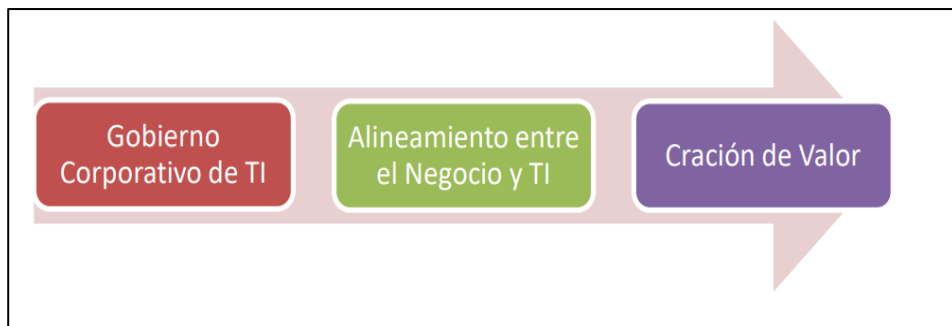 Gobierno
Corporativo de TI
Alineamiento entre
el Negocio y TI
Cración de Valor